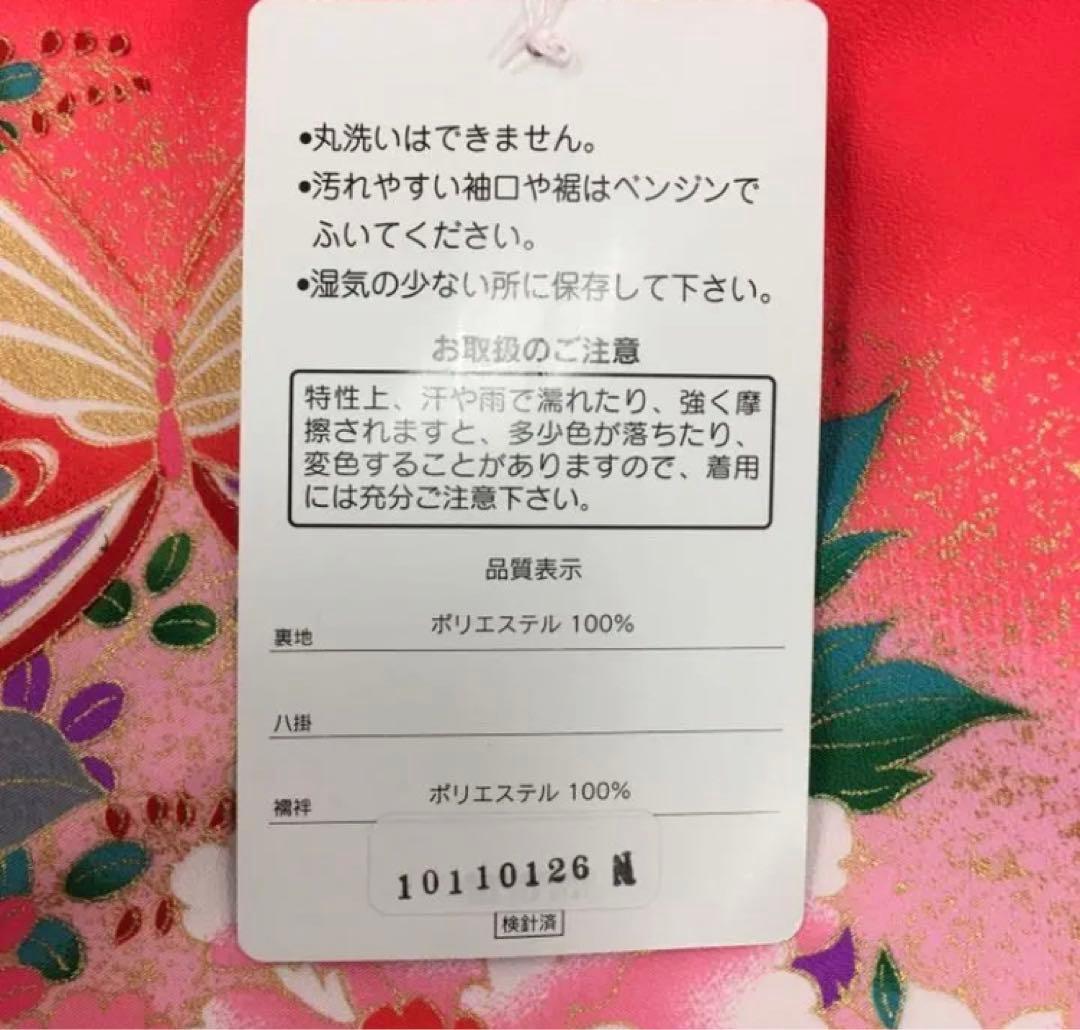 •丸洗いはできません。
•汚れやすい袖口や裾はベンジンで
ふいてください。
•湿気の少ない所に保存して下さい。
お取扱のご注意
特性上、汗や雨で濡れたり、強く摩
擦されますと、多少色が落ちたり、
変色することがありますので、着用
には充分ご注意下さい。
品質表示
裏地 ポリエステル 100%
八掛
襦袢 ポリエステル 100%
10110126 N
検針済